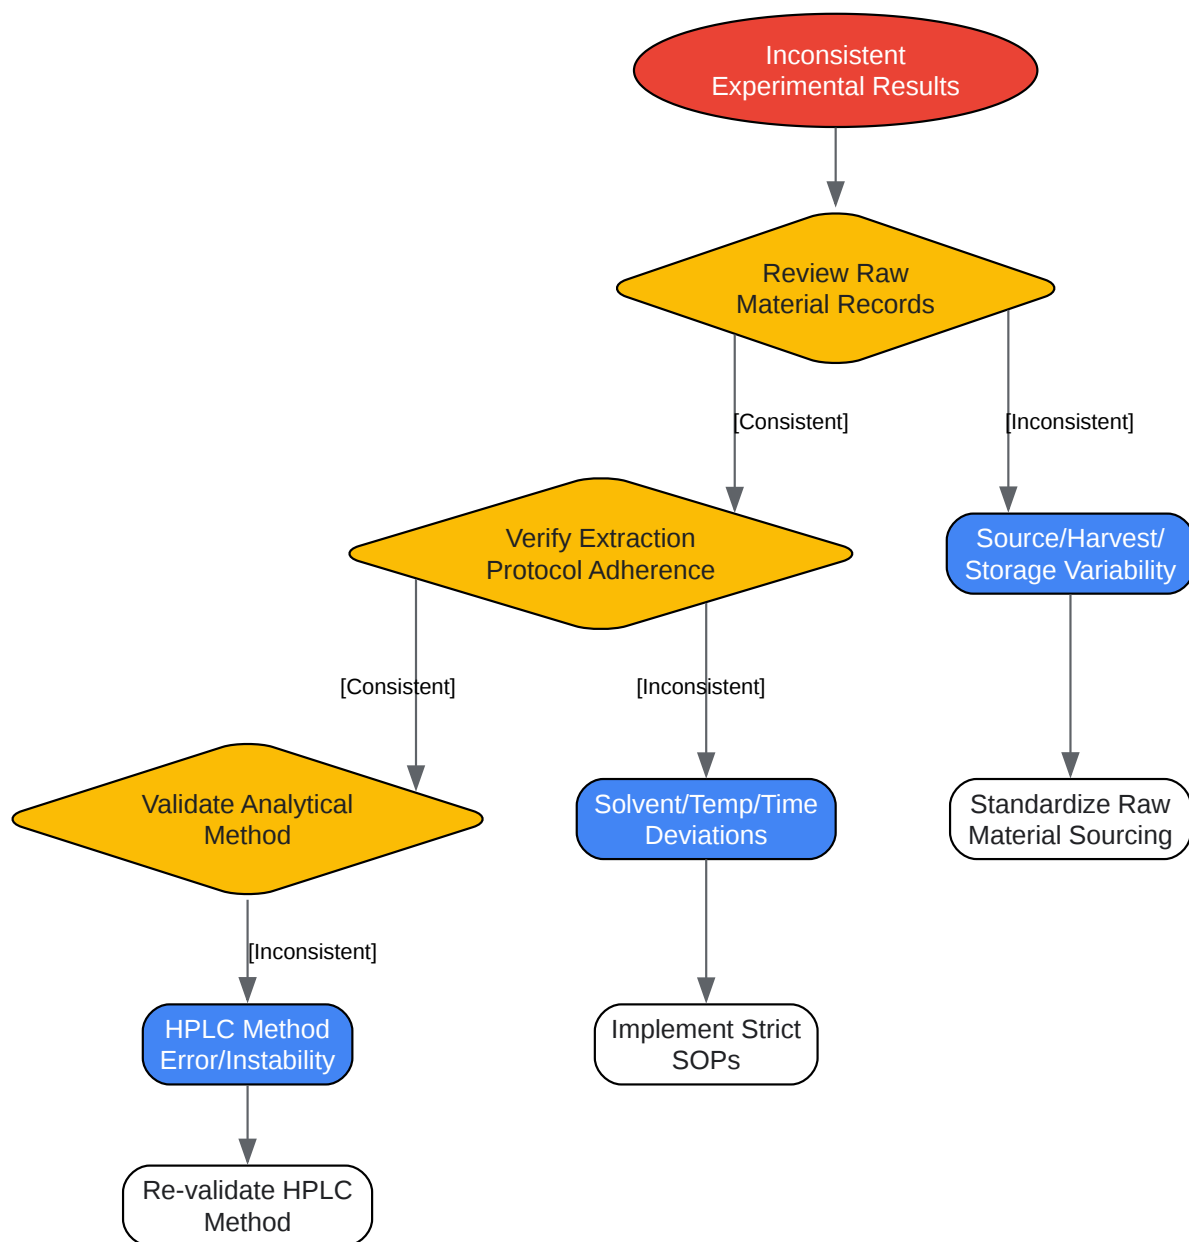 Inconsistent
Experimental Results
Review Raw
Material Records
[Consistent]
[Inconsistent]
Verify Extraction
Protocol Adherence
Source/Harvest/
Storage Variability
[Consistent]
[Inconsistent]
Validate Analytical
Method
Solvent/Temp/Time
Deviations
Standardize Raw
Material Sourcing
[Inconsistent]
HPLC Method
Error/Instability
Implement Strict
SOPs
Re-validate HPLC
Method